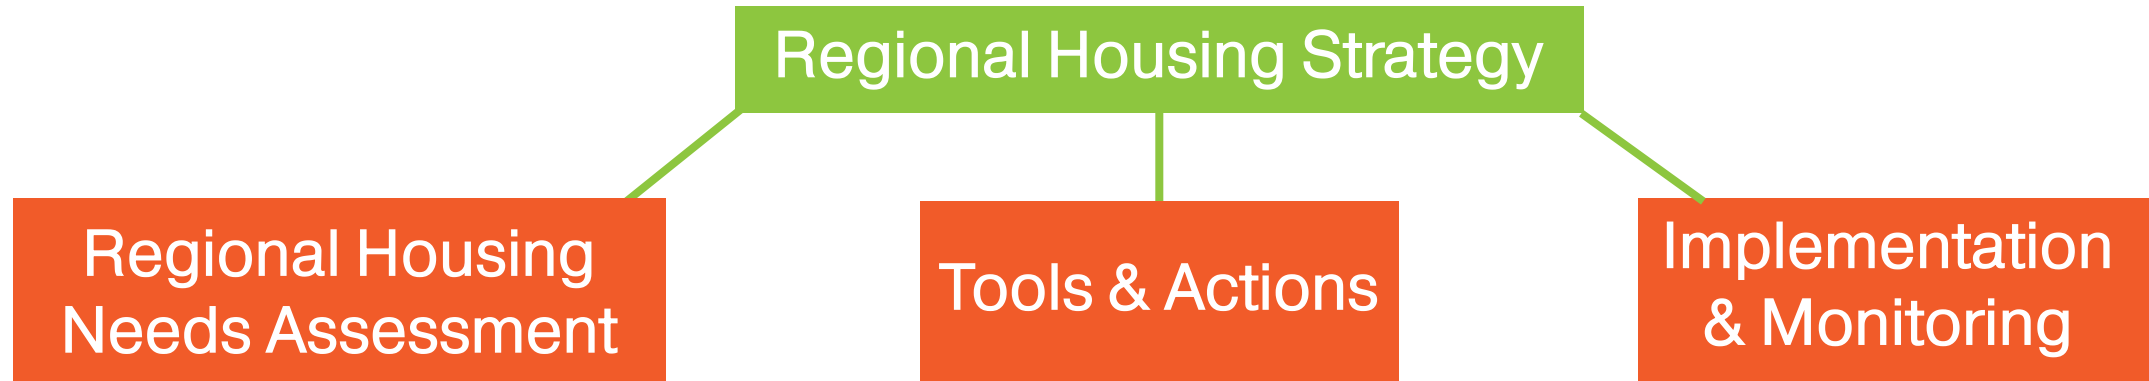 Regional Housing Strategy
Regional Housing
Needs Assessment
Tools & Actions
Implementation
& Monitoring